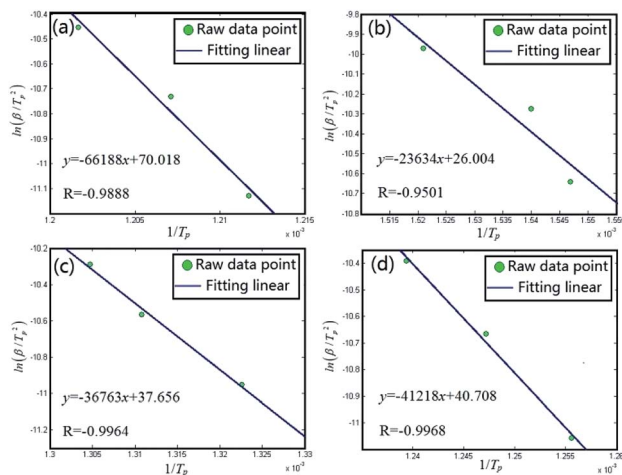 (a)
Raw data point
Fitting linear
ln(β/Tp²)
-10.4
-10.5
-10.6
-10.7
-10.8
-10.9
-11
-11.1
y=-66188x+70.018
R=-0.9888
1.2
1.205
1.21
1.215
1/Tp
x 10⁻³
(b)
Raw data point
Fitting linear
ln(β/Tp²)
-9.8
-9.9
-10
-10.1
-10.2
-10.3
-10.4
-10.5
-10.6
-10.7
-10.8
y=-23634x+26.004
R=-0.9501
1.515
1.52
1.525
1.53
1.535
1.54
1.545
1.55
1.555
1/Tp
x 10⁻³
(c)
Raw data point
Fitting linear
ln(β/Tp²)
-10.2
-10.4
-10.6
-10.8
-11
11.2
11.3
y=-36763x+37.656
R=-0.9964
1.3
1.305
1.31
1.315
1.32
1.325
1.33
1/Tp
x 10⁻³
(d)
Raw data point
Fitting linear
ln(β/Tp²)
-10.4
-10.5
-10.6
-10.7
-10.8
-10.9
-11
y=-41218x+40.708
R=-0.9968
1.24
1.245
1.25
1.255
1.26
1/Tp
x 10⁻³